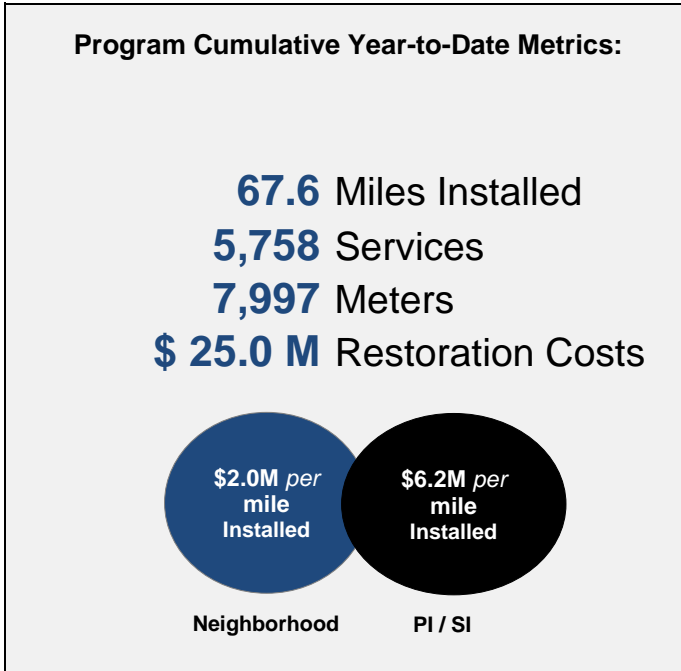 Program Cumulative Year-to-Date Metrics:
67.6 Miles Installed
5,758 Services
7,997 Meters
$ 25.0 M Restoration Costs
$2.0M per
mile
Installed
$6.2M per
mile
Installed
Neighborhood
PI / SI